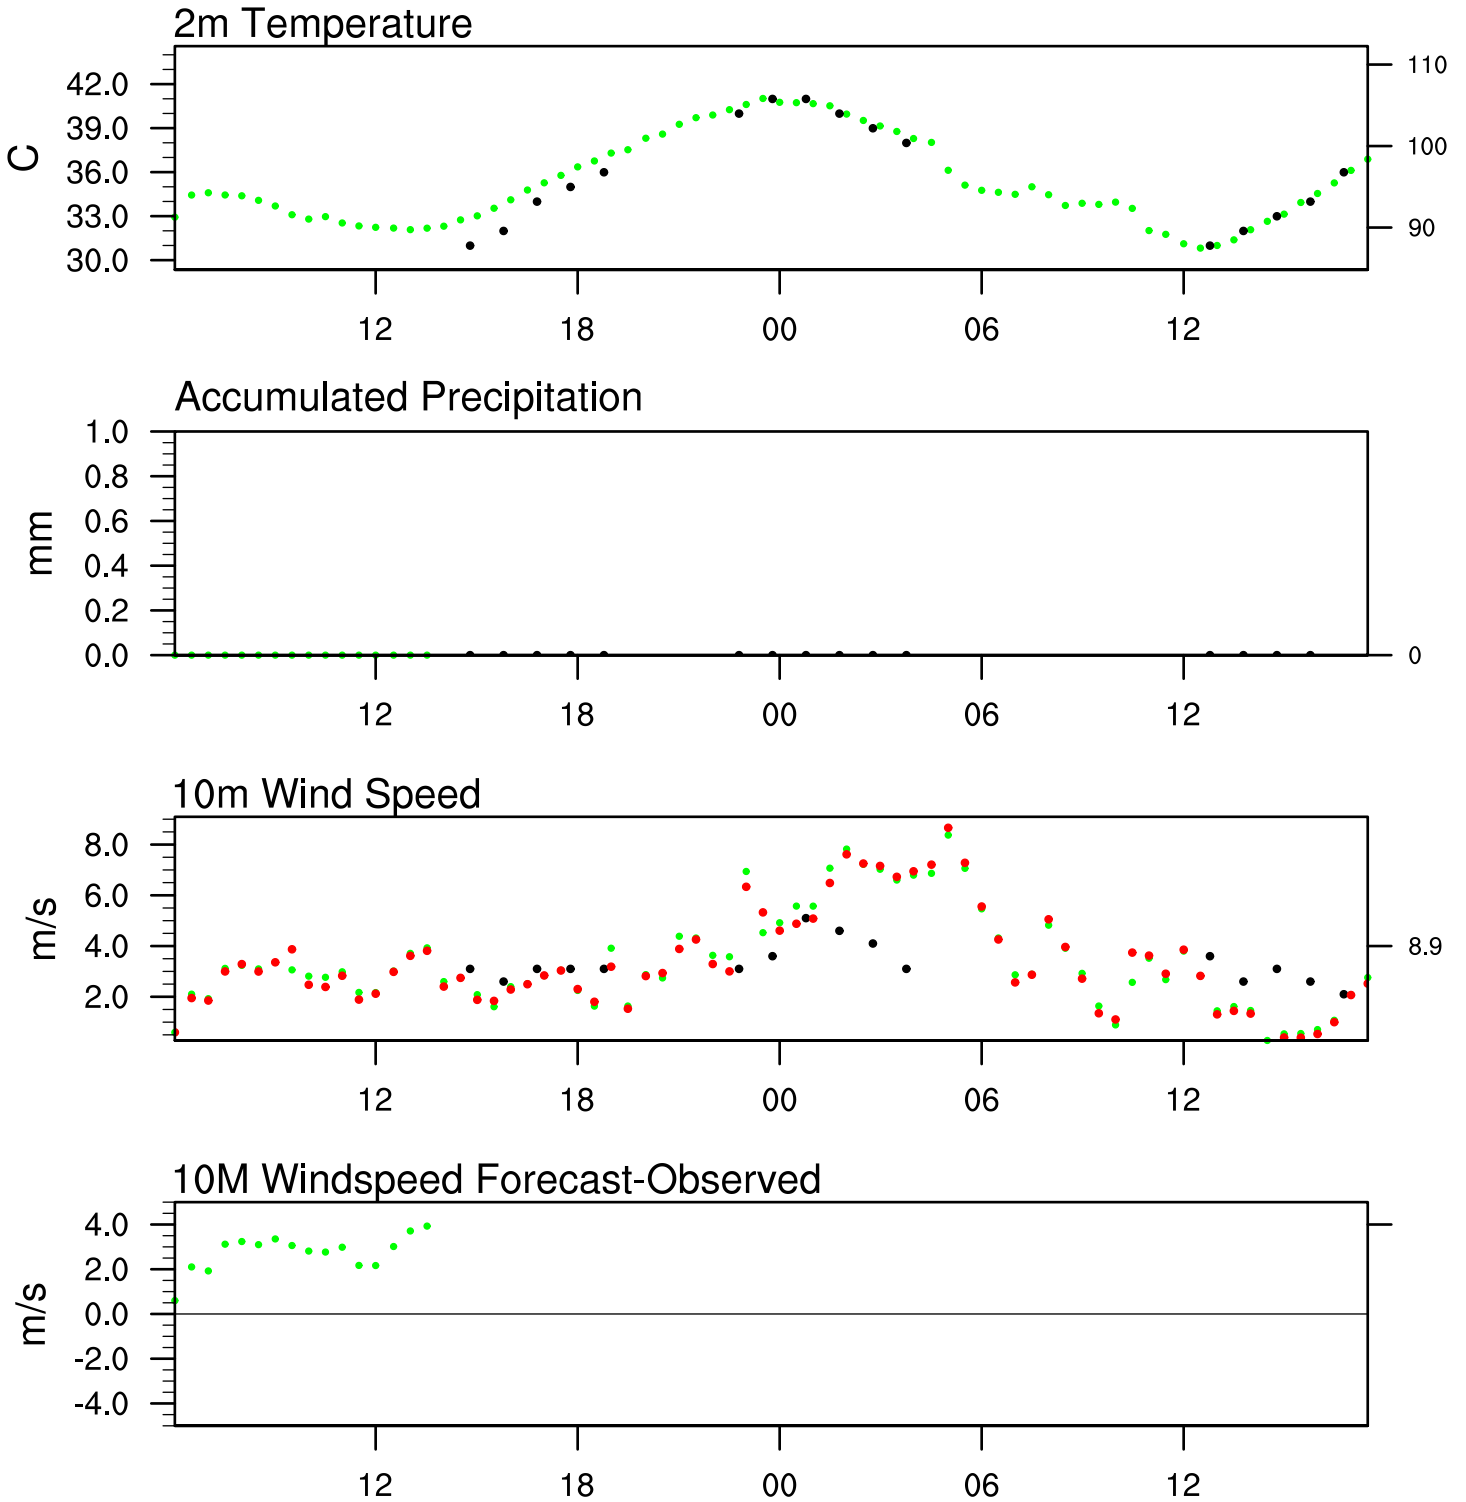 2m Temperature
42.0
39.0
36.0
33.0
30.0
C
110
100
90
12 18 00 06 12
Accumulated Precipitation
1.0
0.8
0.6
0.4
0.2
0.0
mm
0
12 18 00 06 12
10m Wind Speed
8.0
6.0
4.0
2.0
m/s
8.9
12 18 00 06 12
10M Windspeed Forecast-Observed
4.0
2.0
0.0
-2.0
-4.0
m/s
12 18 00 06 12